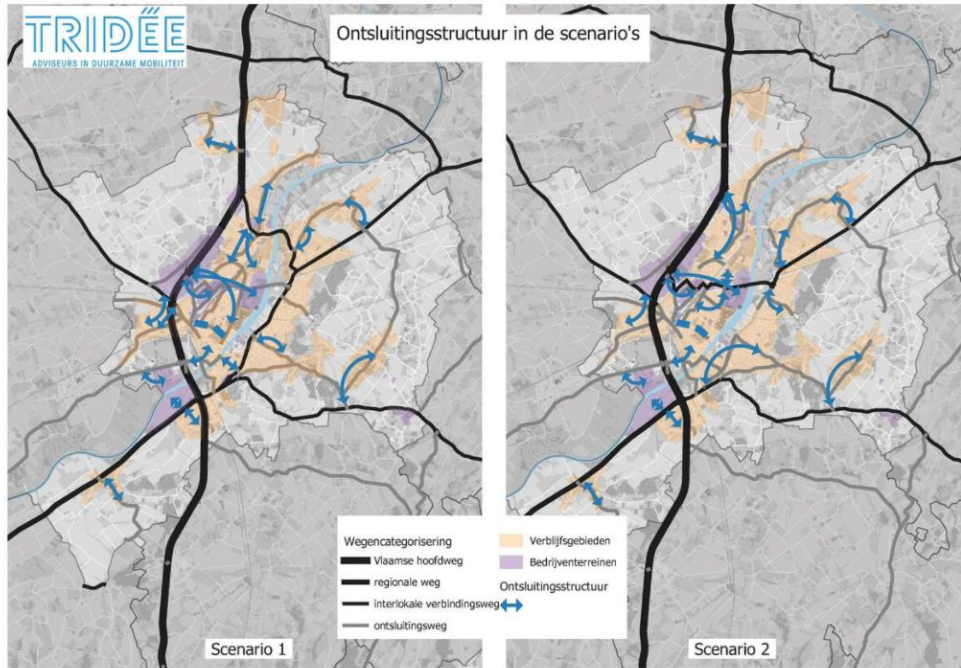 TRIDËE
ADVISEURS IN DUURZAME MOBILITEIT
Ontsluitingsstructuur in de scenario's
Wegencategorisering
Vlaamse hoofdweg
regionale weg
interlokale verbindingsweg
ontsluitingsweg
Verblijfsgebieden
Bedrijventerreinen
Ontsluitingsstructuur
Scenario 1
Scenario 2